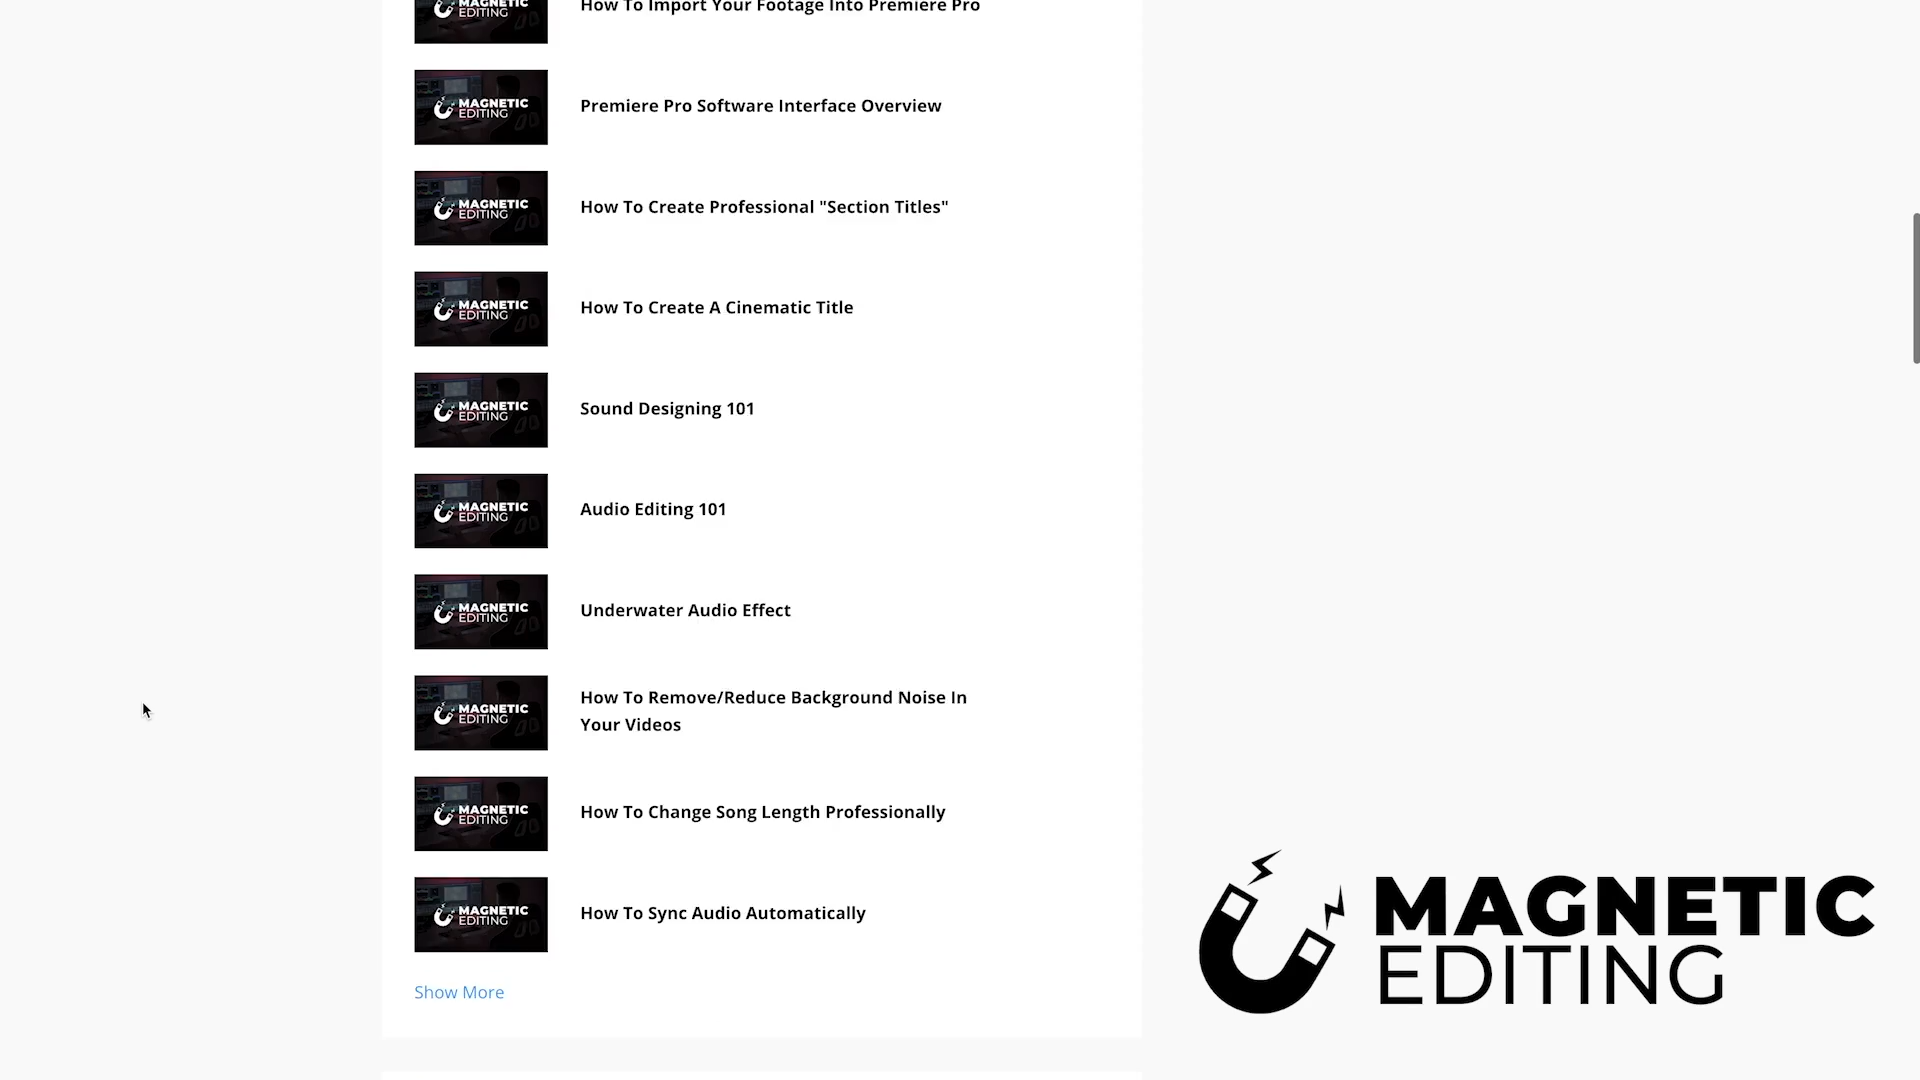 How To Import Your Footage Into Premiere Pro
MAGNETIC
EDITING
MAGNETIC
EDITING
Premiere Pro Software Interface Overview
MAGNETIC
EDITING
How To Create Professional "Section Titles"
MAGNETIC
EDITING
How To Create A Cinematic Title
MAGNETIC
EDITING
Sound Designing 101
MAGNETIC
EDITING
Audio Editing 101
MAGNETIC
EDITING
Underwater Audio Effect
MAGNETIC
EDITING
How To Remove/Reduce Background Noise In
Your Videos
MAGNETIC
EDITING
How To Change Song Length Professionally
MAGNETIC
EDITING
How To Sync Audio Automatically
Show More
MAGNETIC
EDITING